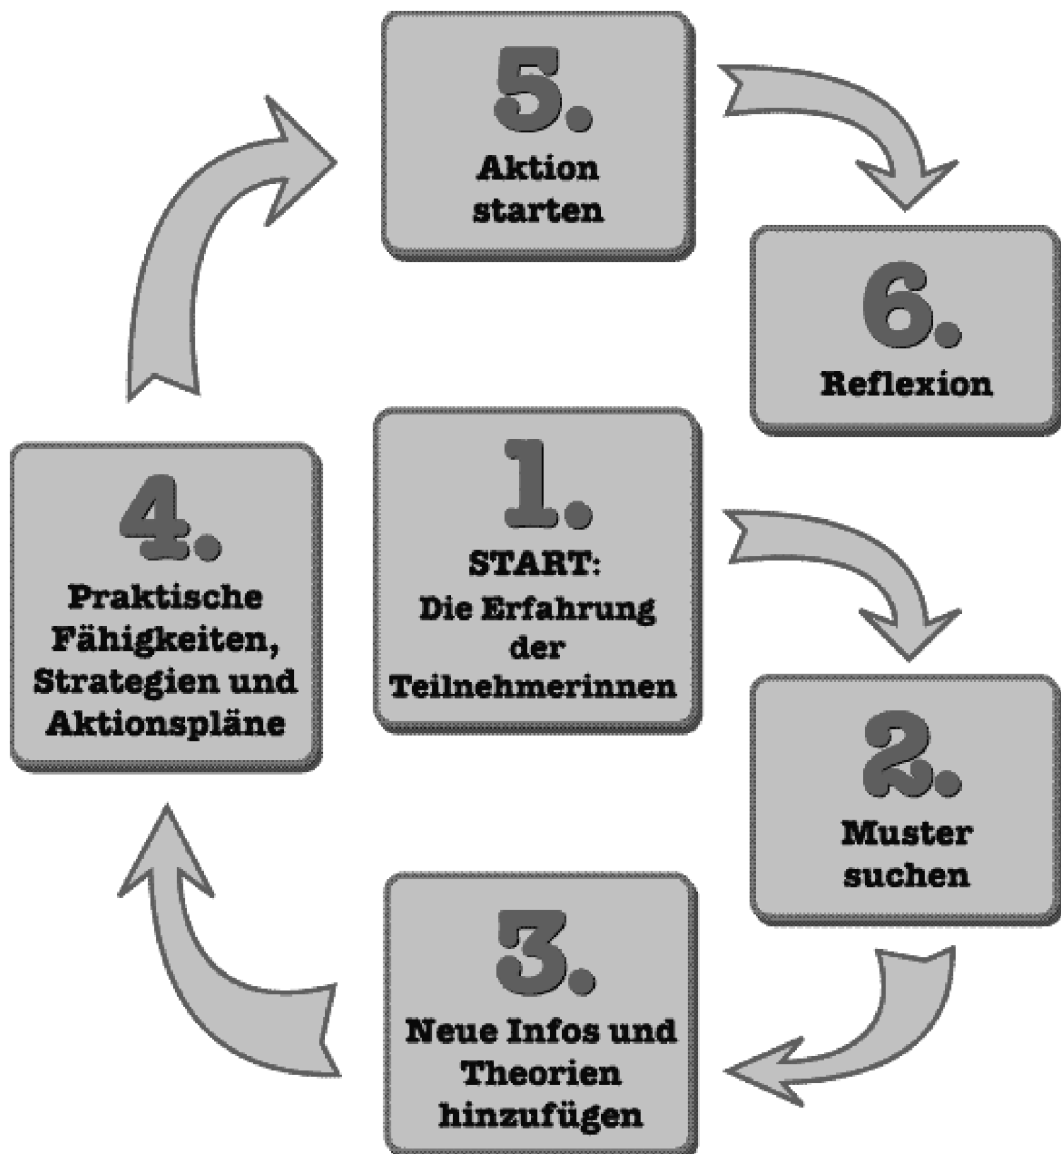 1.
START:
Die Erfahrung
der
Teilnehmerinnen
2.
Muster
suchen
3.
Neue Infos und
Theorien
hinzufügen
4.
Praktische
Fähigkeiten,
Strategien und
Aktionspläne
5.
Aktion
starten
6.
Reflexion